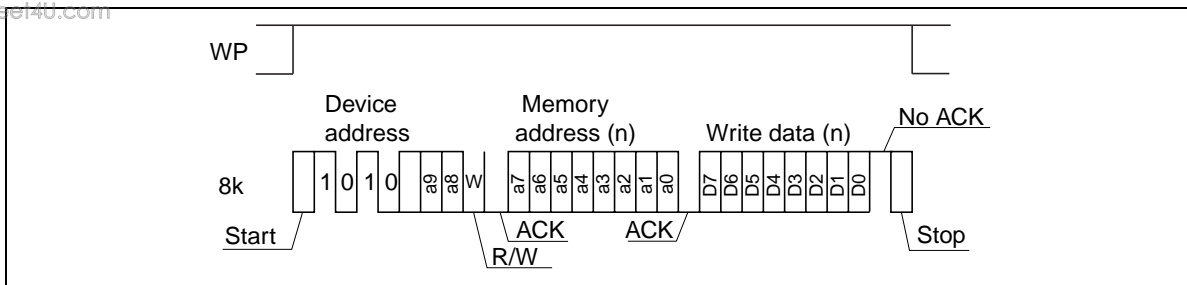 eet4U.com
WP
Device address
Memory address (n)
Write data (n)
No ACK
8k
1 0 1 0 a9 a8 W a7 a6 a5 a4 a3 a2 a1 a0 D7 D6 D5 D4 D3 D2 D1 D0
Start
ACK
ACK
Stop
R/W